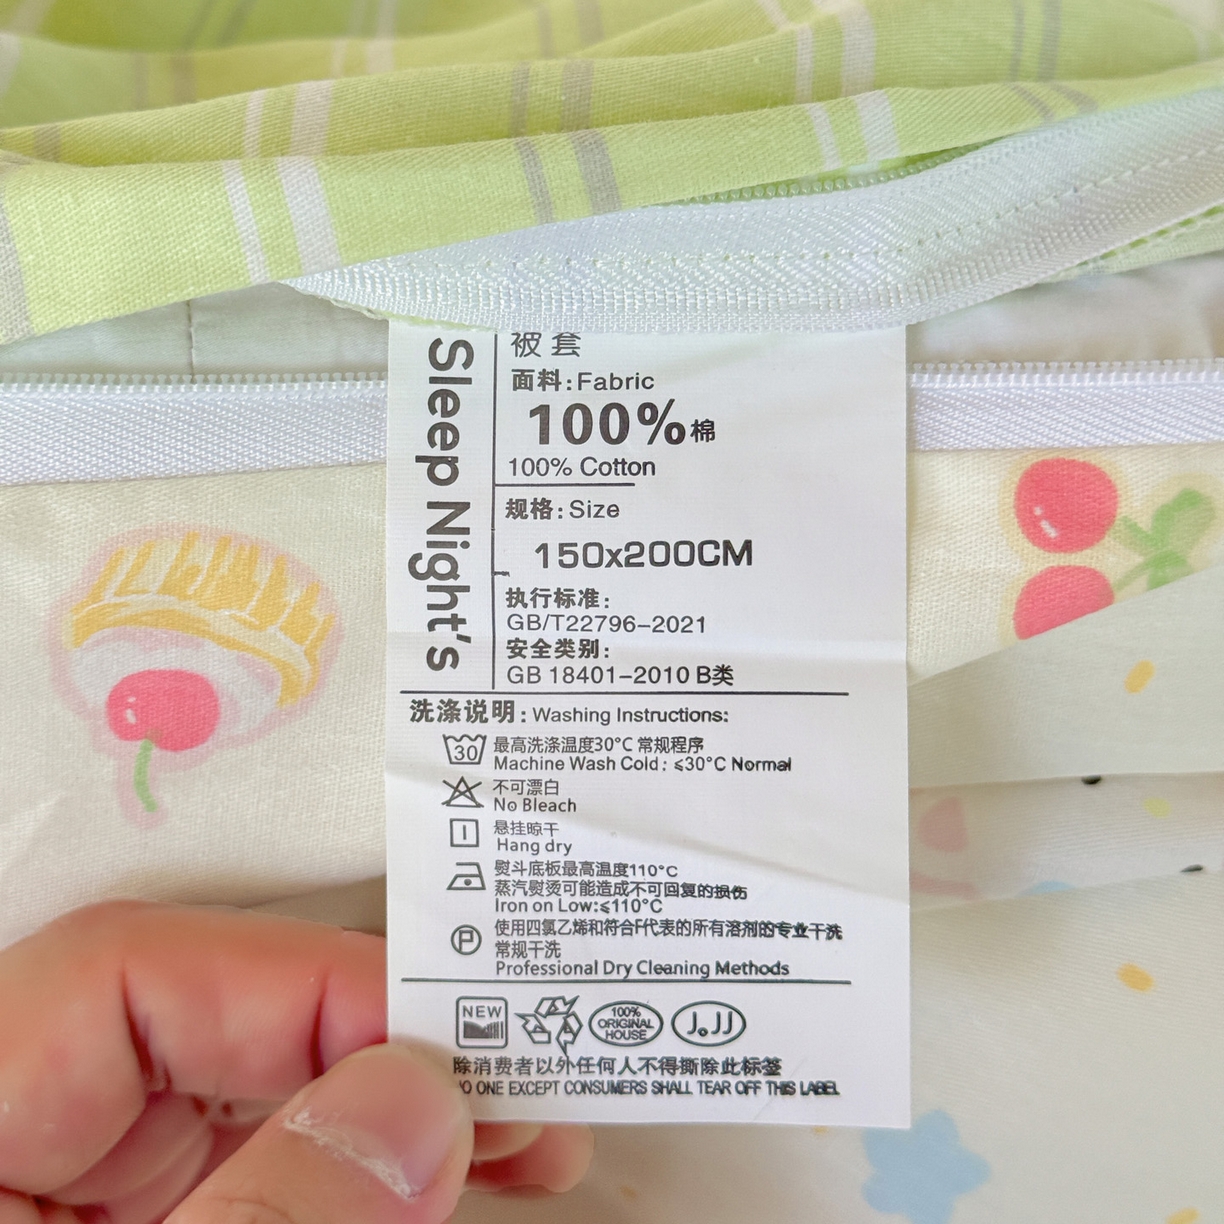 Sleep Night's
被套
面料:Fabric
100%棉
100% Cotton
规格:Size
150x200CM
执行标准:
GB/T22796-2021
安全类别:
GB 18401-2010 B类
洗涤说明:Washing Instructions:
30 最高洗涤温度30°C 常规程序
Machine Wash Cold: ≤30°C Normal
不可漂白
No Bleach
悬挂晾干
Hang dry
熨斗底板最高温度110°C
蒸汽熨烫可能造成不可回复的损伤
Iron on Low:≤110°C
P 使用四氯乙烯和符合F代表的所有溶剂的专业干洗
常规干洗
Professional Dry Cleaning Methods
NEW
100%
ORIGINAL
HOUSE
J.JJ
除消费者以外任何人不得撕除此标签
NO ONE EXCEPT CONSUMERS SHALL TEAR OFF THIS LABEL